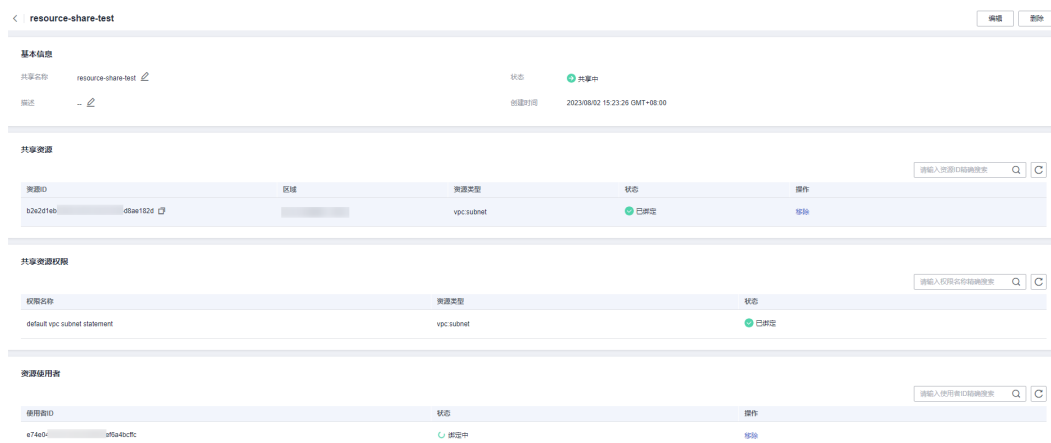 resource-share-test 编辑 删除
基本信息
共享名称 resource-share-test 状态 共享中
描述 -- 创建时间 2023/08/02 15:23:26 GMT+08:00
共享资源
请输入资源ID精确搜索
资源ID 区域 资源类型 状态 操作
b2e2d1eb d8ae182d vpc:subnet 已绑定 移除
共享资源权限
请输入权限名称精确搜索
权限名称 资源类型 状态
default vpc subnet statement vpc:subnet 已绑定
资源使用者
请输入使用者ID精确搜索
使用者ID 状态 操作
e74e04 ef6a4bcffc 绑定中 移除